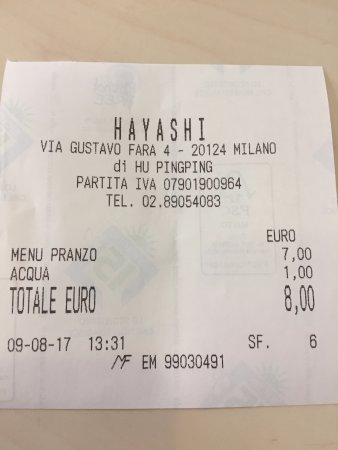 HAYASHI
VIA GUSTAVO FARA 4 - 20124 MILANO
di HU PINGPING
PARTITA IVA 07901900964
TEL. 02.89054083
EURO
MENU PRANZO 7,00
ACQUA 1,00
TOTALE EURO 8,00
09-08-17 13:31 SF. 6
MF EM 99030491